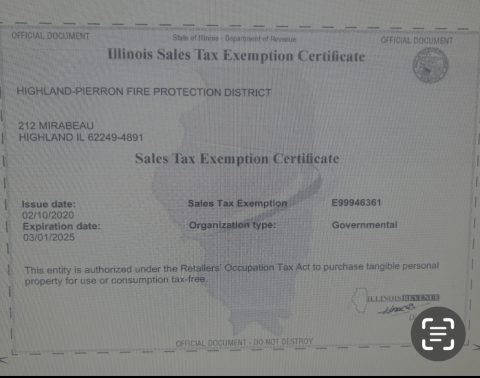 OFFICIAL DOCUMENT
State of Illinois - Department of Revenue
OFFICIAL DOCUMENT
Illinois Sales Tax Exemption Certificate
HIGHLAND-PIERRON FIRE PROTECTION DISTRICT
212 MIRABEAU
HIGHLAND IL 62249-4891
Sales Tax Exemption Certificate
Issue date:
02/10/2020
Expiration date:
03/01/2025
Sales Tax Exemption
E99946361
Organization type:
Governmental
This entity is authorized under the Retailers' Occupation Tax Act to purchase tangible personal
property for use or consumption tax-free.
ILLINOIS REVENUE
OFFICIAL DOCUMENT - DO NOT DESTROY